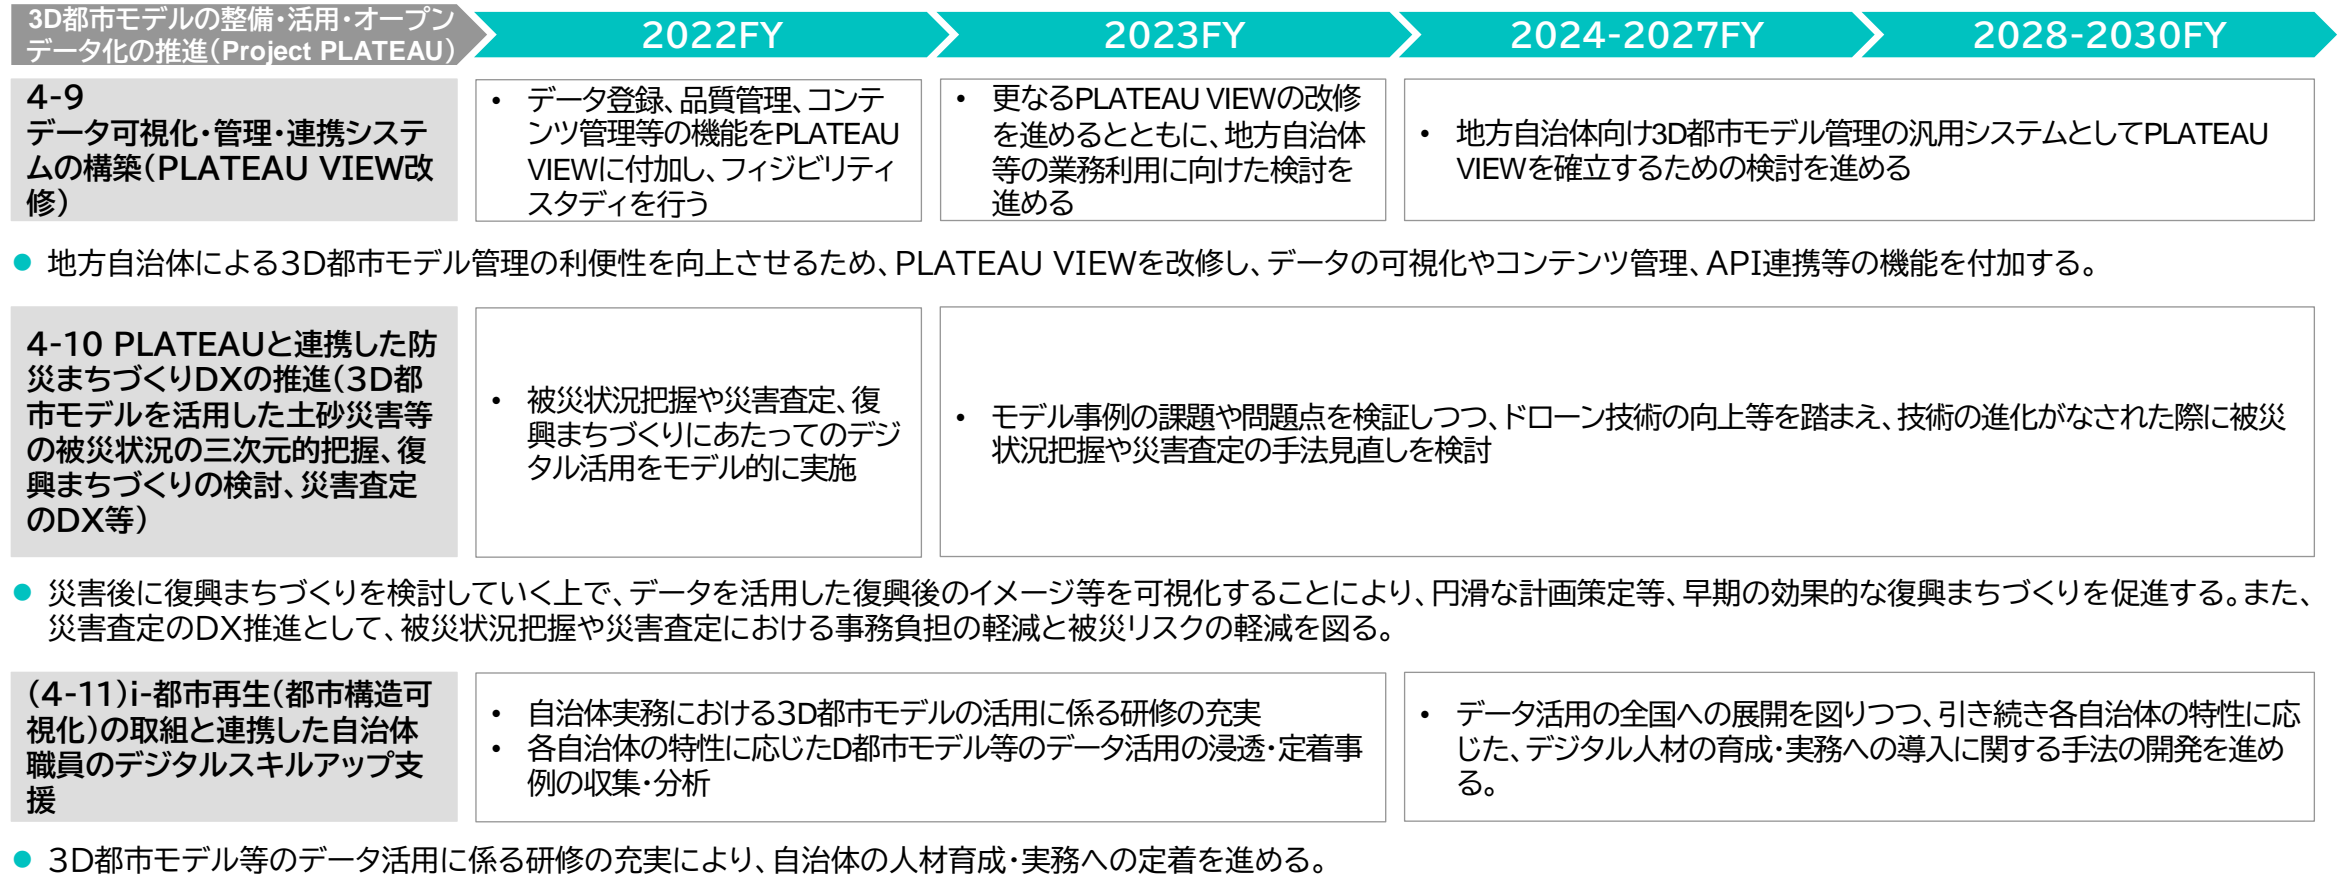 3D都市モデルの整備・活用・オープン
データ化の推進（Project PLATEAU）
2022FY
2023FY
2024-2027FY
2028-2030FY
4-9
データ可視化・管理・連携システ
ムの構築（PLATEAU VIEW改
修）
• データ登録、品質管理、コンテ
ンツ管理等の機能をPLATEAU
VIEWに付加し、フィジビリティ
スタディを行う
• 更なるPLATEAU VIEWの改修
を進めるとともに、地方自治体
等の業務利用に向けた検討を
進める
• 地方自治体向け3D都市モデル管理の汎用システムとしてPLATEAU
VIEWを確立するための検討を進める
● 地方自治体による3D都市モデル管理の利便性を向上させるため、PLATEAU VIEWを改修し、データの可視化やコンテンツ管理、API連携等の機能を付加する。
4-10 PLATEAUと連携した防
災まちづくりDXの推進（3D都
市モデルを活用した土砂災害等
の被災状況の三次元的把握、復
興まちづくりの検討、災害査定
のDX等）
• 被災状況把握や災害査定、復
興まちづくりにあたってのデジ
タル活用をモデル的に実施
• モデル事例の課題や問題点を検証しつつ、ドローン技術の向上等を踏まえ、技術の進化がなされた際に被災
状況把握や災害査定の手法見直しを検討
● 災害後に復興まちづくりを検討していく上で、データを活用した復興後のイメージ等を可視化することにより、円滑な計画策定等、早期の効果的な復興まちづくりを促進する。また、
災害査定のDX推進として、被災状況把握や災害査定における事務負担の軽減と被災リスクの軽減を図る。
（4-11）i-都市再生（都市構造可
視化）の取組と連携した自治体
職員のデジタルスキルアップ支
援
• 自治体実務における3D都市モデルの活用に係る研修の充実
• 各自治体の特性に応じたD都市モデル等のデータ活用の浸透・定着事
例の収集・分析
• データ活用の全国への展開を図りつつ、引き続き各自治体の特性に応
じた、デジタル人材の育成・実務への導入に関する手法の開発を進め
る。
● 3D都市モデル等のデータ活用に係る研修の充実により、自治体の人材育成・実務への定着を進める。